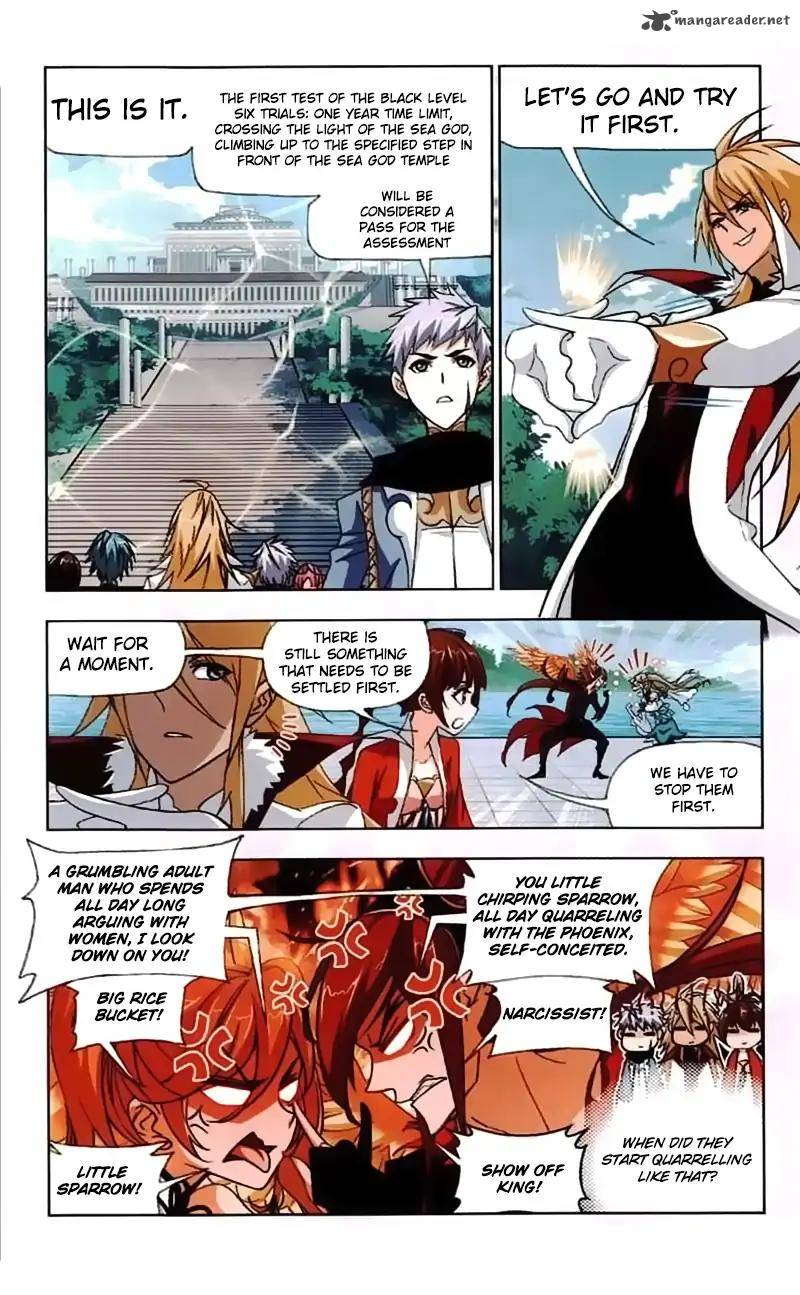 mangareader.net
THIS IS IT.
THE FIRST TEST OF THE BLACK LEVEL
SIX TRIALS: ONE YEAR TIME LIMIT,
CROSSING THE LIGHT OF THE SEA GOD,
CLIMBING UP TO THE SPECIFIED STEP IN
FRONT OF THE SEA GOD TEMPLE
WILL BE
CONSIDERED A
PASS FOR THE
ASSESSMENT
LET'S GO AND TRY
IT FIRST.
WAIT FOR
A MOMENT.
THERE IS
STILL SOMETHING
THAT NEEDS TO BE
SETTLED FIRST.
WE HAVE TO
STOP THEM
FIRST.
A GRUMBLING ADULT
MAN WHO SPENDS
ALL DAY LONG
ARGUING WITH
WOMEN, I LOOK
DOWN ON YOU!
YOU LITTLE
CHIRPING SPARROW,
ALL DAY QUARRELING
WITH THE PHOENIX,
SELF-CONCEITED.
BIG RICE
BUCKET!
NARCISSIST!
LITTLE
SPARROW!
SHOW OFF
KING!
WHEN DID THEY
START QUARRELLING
LIKE THAT?